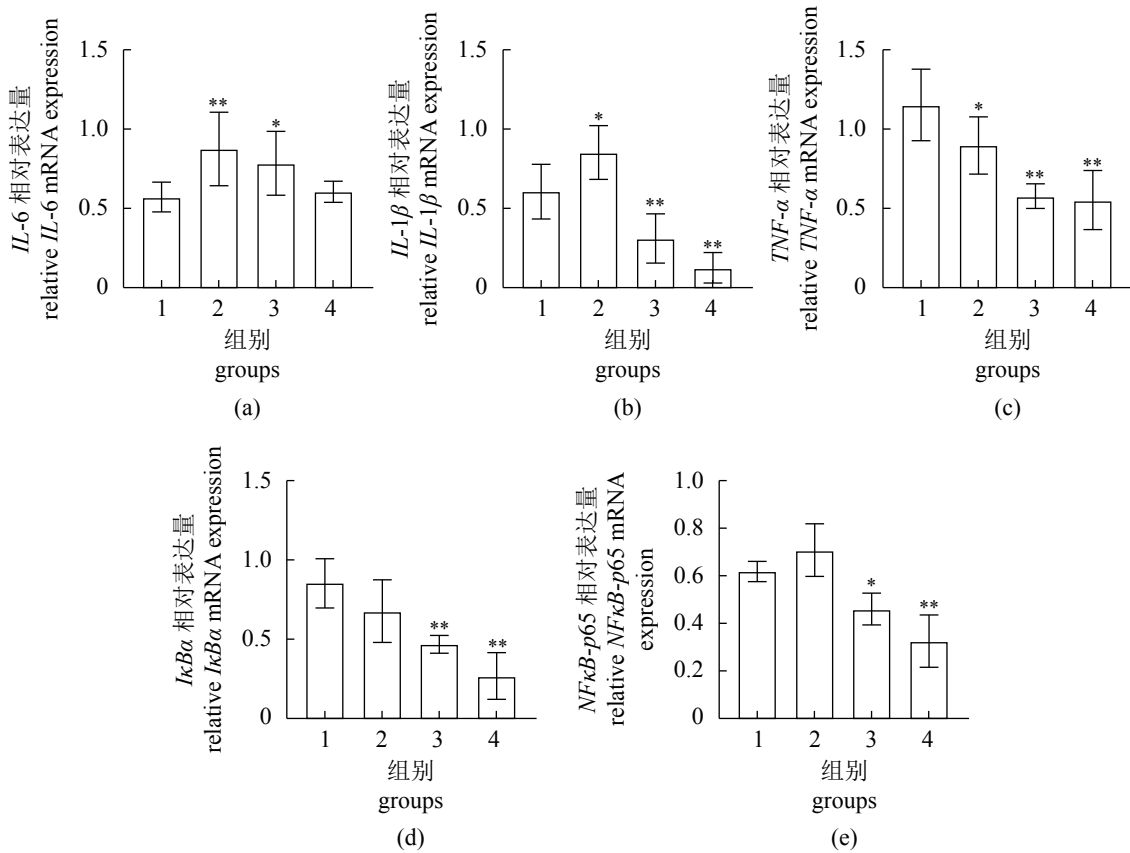 IL-6 相对表达量
relative IL-6 mRNA expression
1.5
1.0
0.5
0
**
*
1 2 3 4
组别
groups
(a)
IL-1β 相对表达量
relative IL-1β mRNA expression
1.5
1.0
0.5
0
*
**
**
1 2 3 4
组别
groups
(b)
TNF-α 相对表达量
relative TNF-α mRNA expression
1.5
1.0
0.5
0
*
**
**
1 2 3 4
组别
groups
(c)
IκBα 相对表达量
relative IκBα mRNA expression
1.5
1.0
0.5
0
**
**
1 2 3 4
组别
groups
(d)
NFκB-p65 相对表达量
relative NFκB-p65 mRNA
expression
1.0
0.8
0.6
0.4
0.2
0
*
**
1 2 3 4
组别
groups
(e)